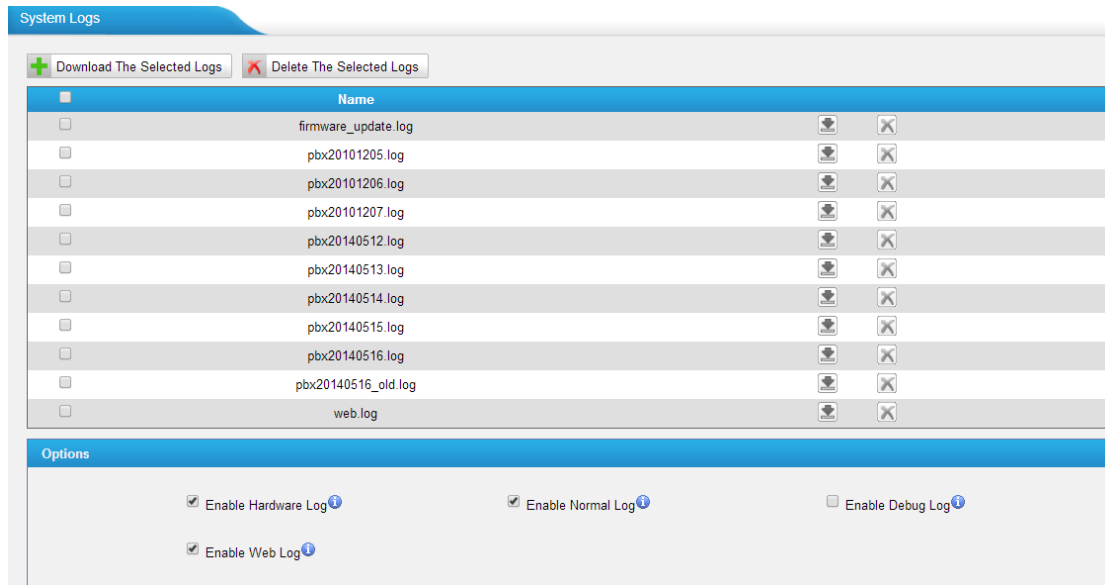 System Logs
Download The Selected Logs Delete The Selected Logs
Name
firmware_update.log
pbx20101205.log
pbx20101206.log
pbx20101207.log
pbx20140512.log
pbx20140513.log
pbx20140514.log
pbx20140515.log
pbx20140516.log
pbx20140516_old.log
web.log
Options
Enable Hardware Log Enable Normal Log Enable Debug Log
Enable Web Log